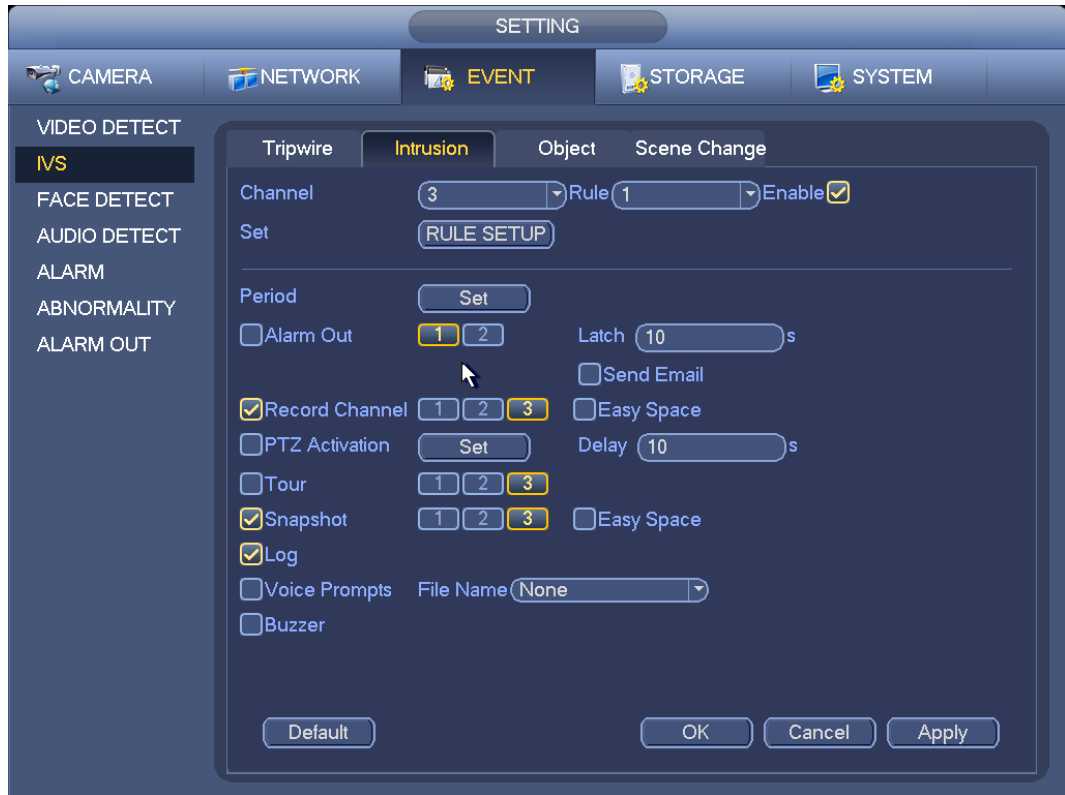 SETTING
CAMERA NETWORK EVENT STORAGE SYSTEM
VIDEO DETECT
IVS
FACE DETECT
AUDIO DETECT
ALARM
ABNORMALITY
ALARM OUT
Tripwire Intrusion Object Scene Change
Channel 3 Rule 1 Enable
Set RULE SETUP
Period Set
Alarm Out 1 2 Latch 10 s
Send Email
Record Channel 1 2 3 Easy Space
PTZ Activation Set Delay 10 s
Tour 1 2 3
Snapshot 1 2 3 Easy Space
Log
Voice Prompts File Name None
Buzzer
Default OK Cancel Apply